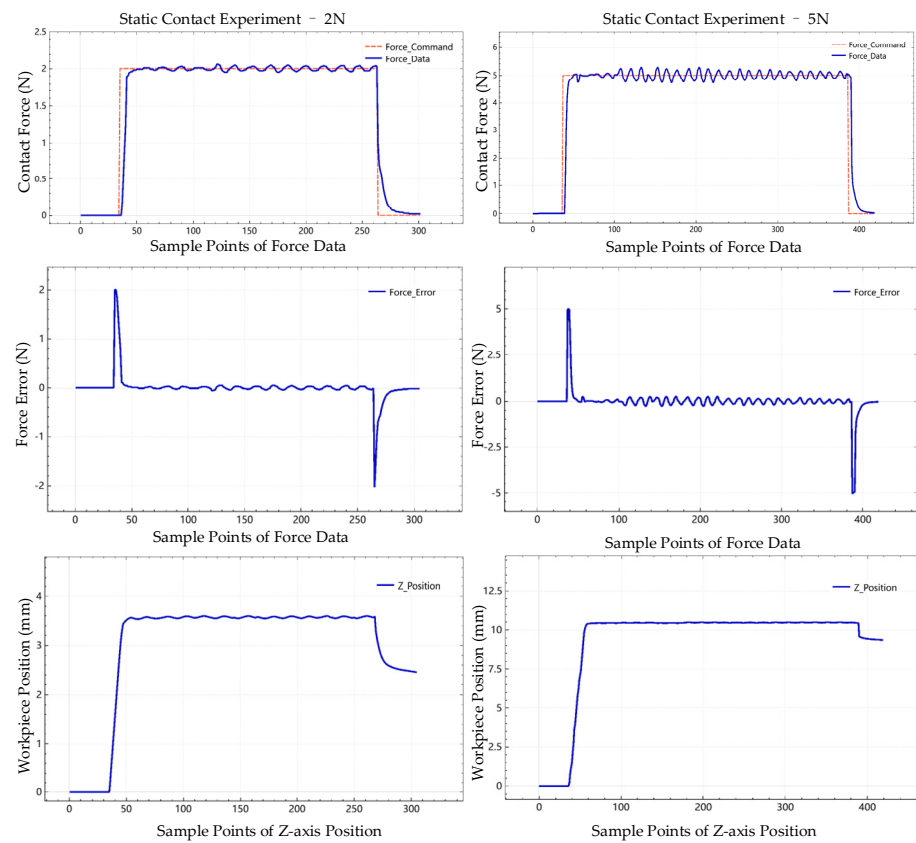 Static Contact Experiment – 2N
Contact Force (N)
2.5
2
1.5
1
0.5
0
Force_Command
Force_Data
0 50 100 150 200 250 300
Sample Points of Force Data
Static Contact Experiment – 5N
Contact Force (N)
6
5
4
3
2
1
0
Force_Command
Force_Data
0 100 200 300 400
Sample Points of Force Data
Force Error (N)
2
1
0
-1
-2
Force_Error
0 50 100 150 200 250 300
Sample Points of Force Data
Force Error (N)
5
2.5
0
-2.5
-5
Force_Error
0 100 200 300 400
Sample Points of Force Data
Workpiece Position (mm)
4
3
2
1
0
Z_Position
0 50 100 150 200 250 300
Sample Points of Z-axis Position
Workpiece Position (mm)
12.5
10
7.5
5
2.5
0
Z_Position
0 100 200 300 400
Sample Points of Z-axis Position